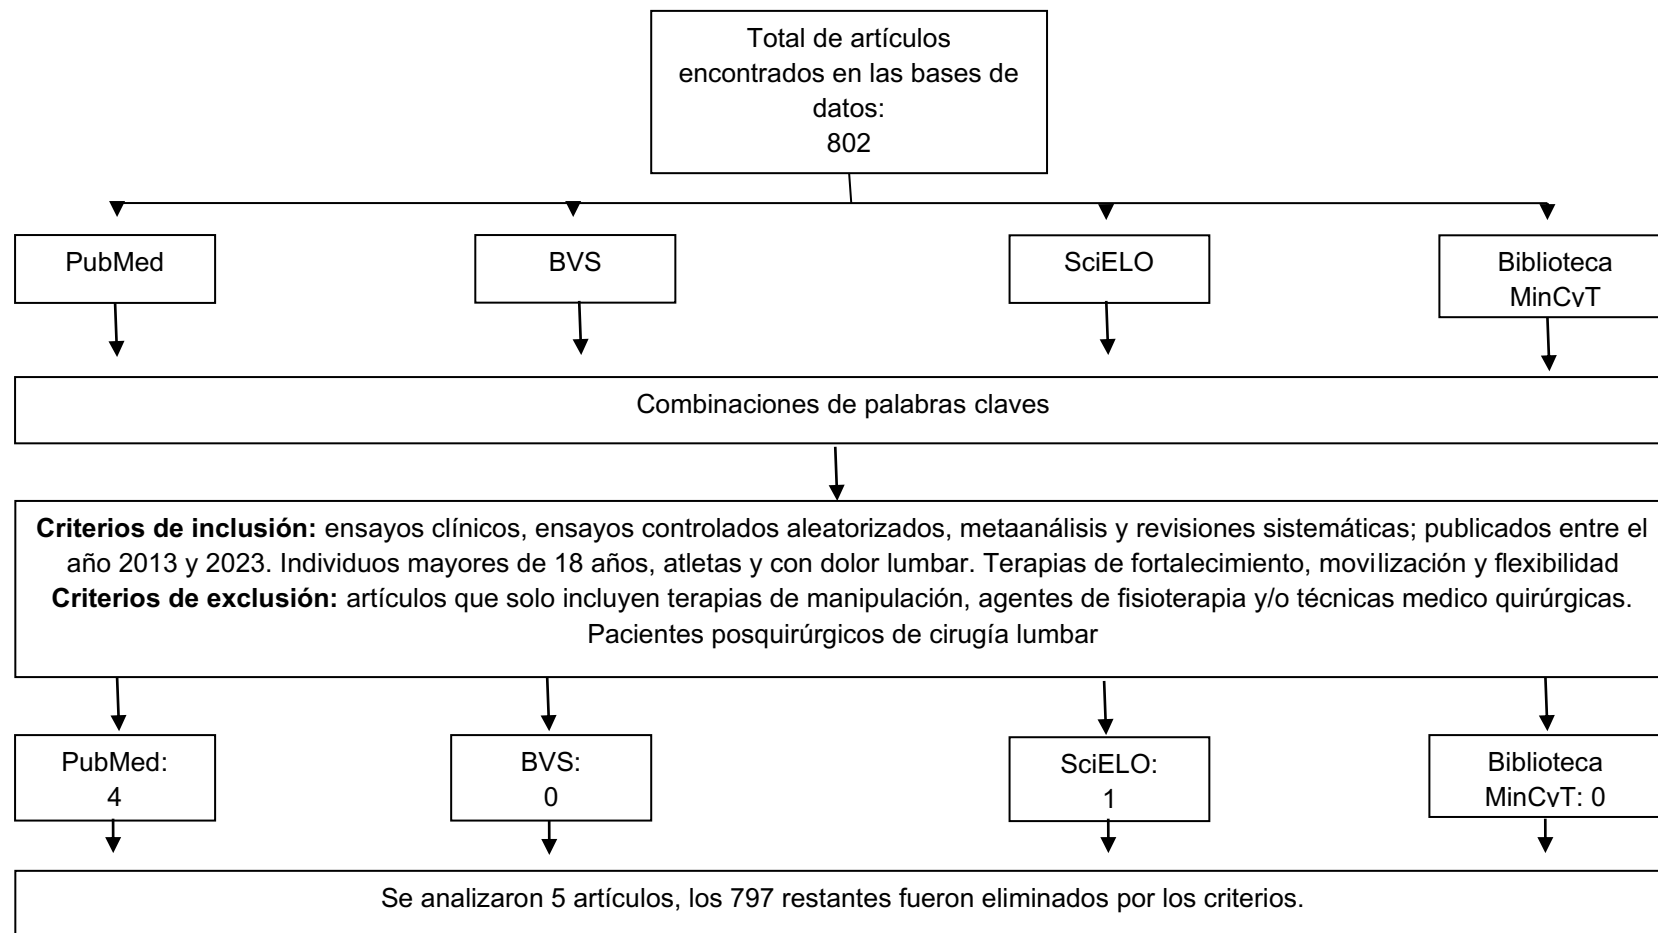 Total de artículos
encontrados en las bases de
datos:
802
PubMed
BVS
SciELO
Biblioteca
MinCyT
Combinaciones de palabras claves
Criterios de inclusión: ensayos clínicos, ensayos controlados aleatorizados, metaanálisis y revisiones sistemáticas; publicados entre el
año 2013 y 2023. Individuos mayores de 18 años, atletas y con dolor lumbar. Terapias de fortalecimiento, movilización y flexibilidad
Criterios de exclusión: artículos que solo incluyen terapias de manipulación, agentes de fisioterapia y/o técnicas medico quirúrgicas.
Pacientes posquirúrgicos de cirugía lumbar
PubMed:
4
BVS:
0
SciELO:
1
Biblioteca
MinCyT: 0
Se analizaron 5 artículos, los 797 restantes fueron eliminados por los criterios.